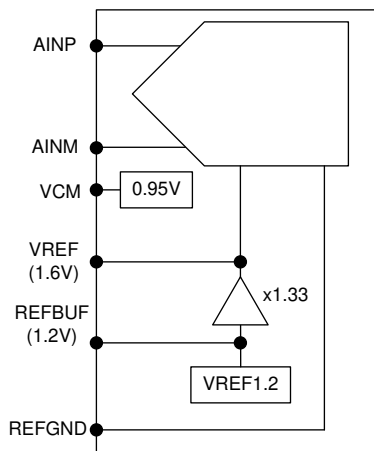 AINP
AINM
VCM
0.95V
VREF
(1.6V)
x1.33
REFBUF
(1.2V)
VREF1.2
REFGND